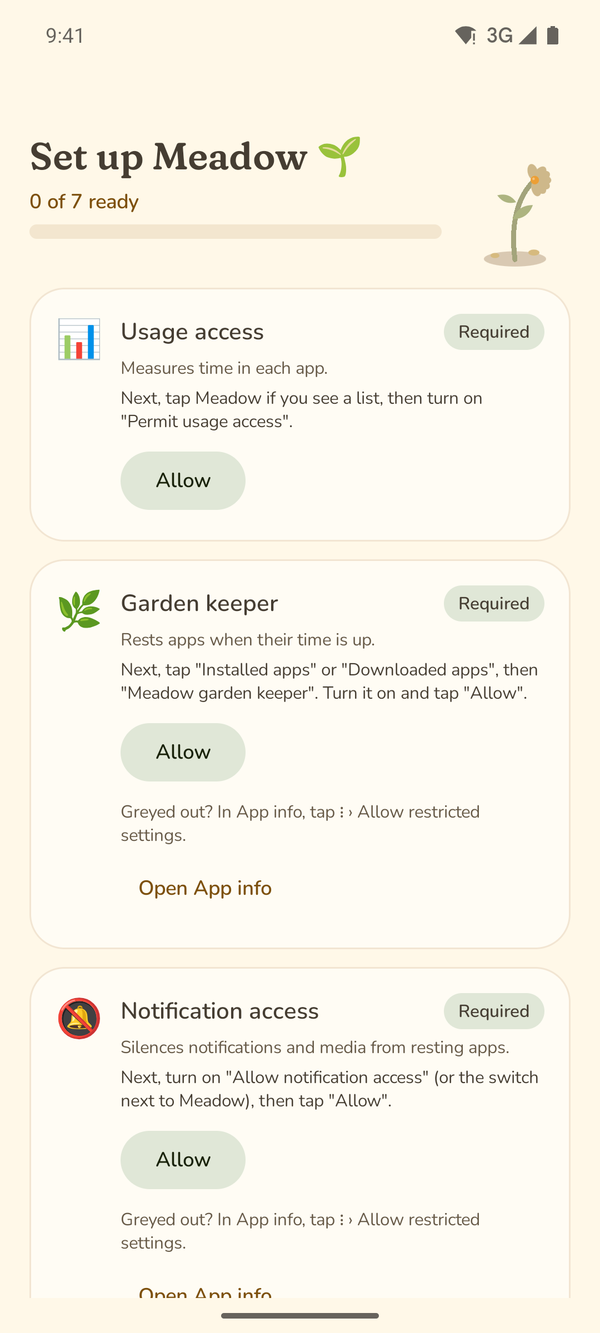 9:41
3G
Set up Meadow 🌱
0 of 7 ready
Usage access
Required
Measures time in each app.
Next, tap Meadow if you see a list, then turn on
"Permit usage access".
Allow
Garden keeper
Required
Rests apps when their time is up.
Next, tap "Installed apps" or "Downloaded apps", then
"Meadow garden keeper". Turn it on and tap "Allow".
Allow
Greyed out? In App info, tap ⋮ › Allow restricted
settings.
Open App info
Notification access
Required
Silences notifications and media from resting apps.
Next, turn on "Allow notification access" (or the switch
next to Meadow), then tap "Allow".
Allow
Greyed out? In App info, tap ⋮ › Allow restricted
settings.
Open App info